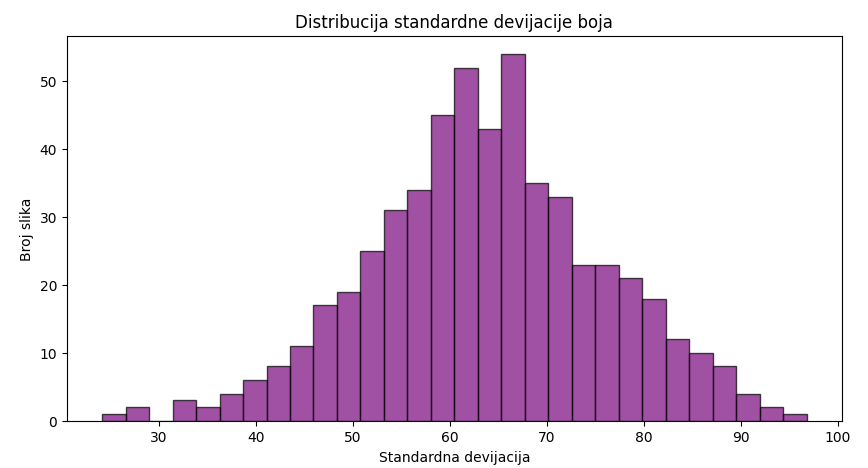 Distribucija standardne devijacije boja
Broj slika
50
40
30
20
10
0
30 40 50 60 70 80 90 100
Standardna devijacija